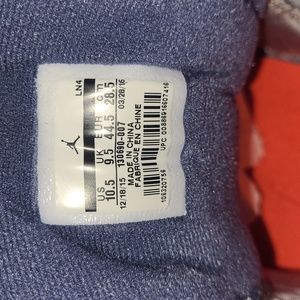 LN4
US UK EUR cm
10.5 9.5 44.5 28.5
12/18/15 03/28/16
130690-007
MADE IN CHINA
FABRIQUE EN CHINE